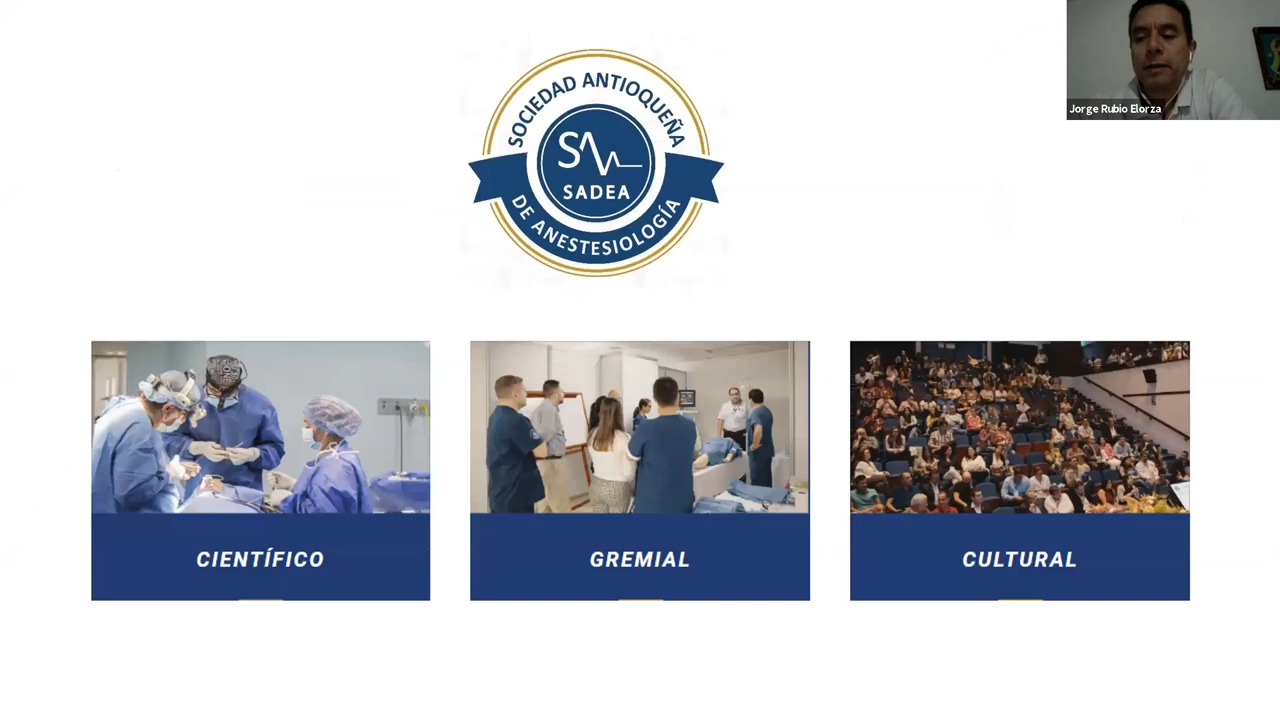 SOCIEDAD ANTIOQUEÑA
SADEA
DE ANESTESIOLOGÍA
Jorge Rubio Elorza
CIENTÍFICO
GREMIAL
CULTURAL